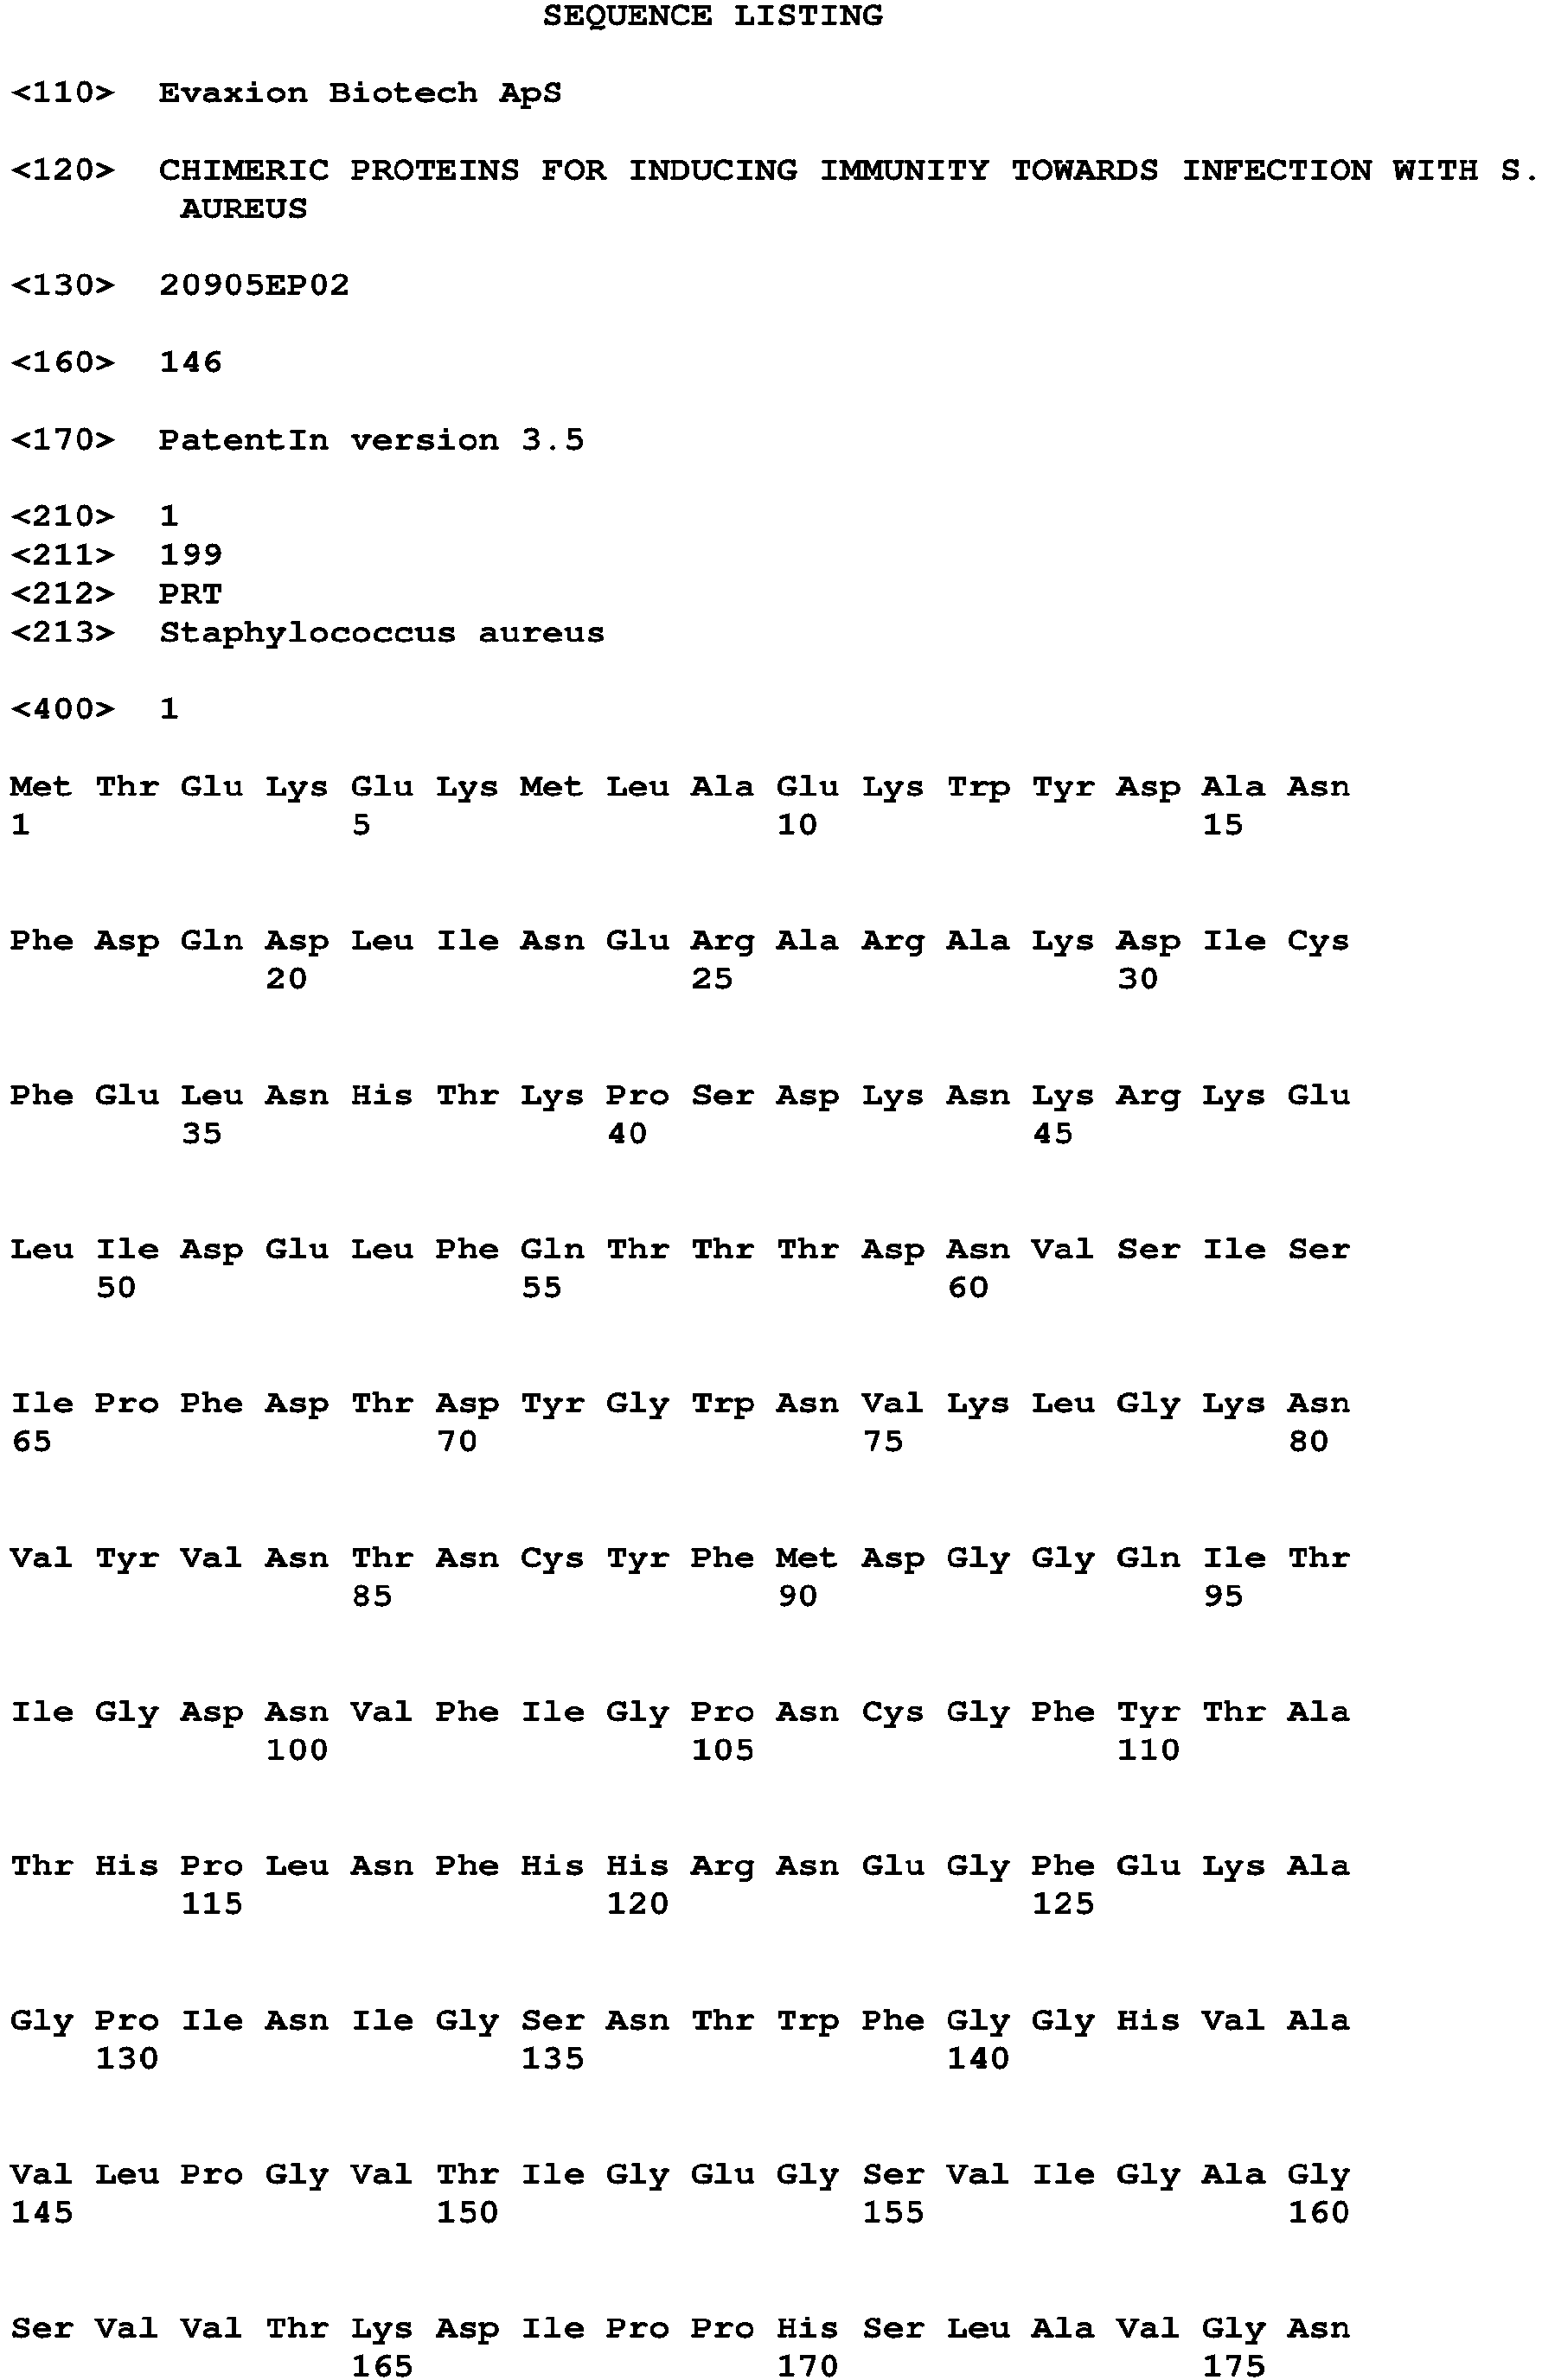 SEQUENCE LISTING
<110> Evaxion Biotech ApS
<120> CHIMERIC PROTEINS FOR INDUCING IMMUNITY TOWARDS INFECTION WITH S.
AUREUS
<130> 20905EP02
<160> 146
<170> PatentIn version 3.5
<210> 1
<211> 199
<212> PRT
<213> Staphylococcus aureus
<400> 1
Met Thr Glu Lys Glu Lys Met Leu Ala Glu Lys Trp Tyr Asp Ala Asn
1 5 10 15
Phe Asp Gln Asp Leu Ile Asn Glu Arg Ala Arg Ala Lys Asp Ile Cys
20 25 30
Phe Glu Leu Asn His Thr Lys Pro Ser Asp Lys Asn Lys Arg Lys Glu
35 40 45
Leu Ile Asp Glu Leu Phe Gln Thr Thr Thr Asp Asn Val Ser Ile Ser
50 55 60
Ile Pro Phe Asp Thr Asp Tyr Gly Trp Asn Val Lys Leu Gly Lys Asn
65 70 75 80
Val Tyr Val Asn Thr Asn Cys Tyr Phe Met Asp Gly Gly Gln Ile Thr
85 90 95
Ile Gly Asp Asn Val Phe Ile Gly Pro Asn Cys Gly Phe Tyr Thr Ala
100 105 110
Thr His Pro Leu Asn Phe His His Arg Asn Glu Gly Phe Glu Lys Ala
115 120 125
Gly Pro Ile Asn Ile Gly Ser Asn Thr Trp Phe Gly Gly His Val Ala
130 135 140
Val Leu Pro Gly Val Thr Ile Gly Glu Gly Ser Val Ile Gly Ala Gly
145 150 155 160
Ser Val Val Thr Lys Asp Ile Pro Pro His Ser Leu Ala Val Gly Asn
165 170 175